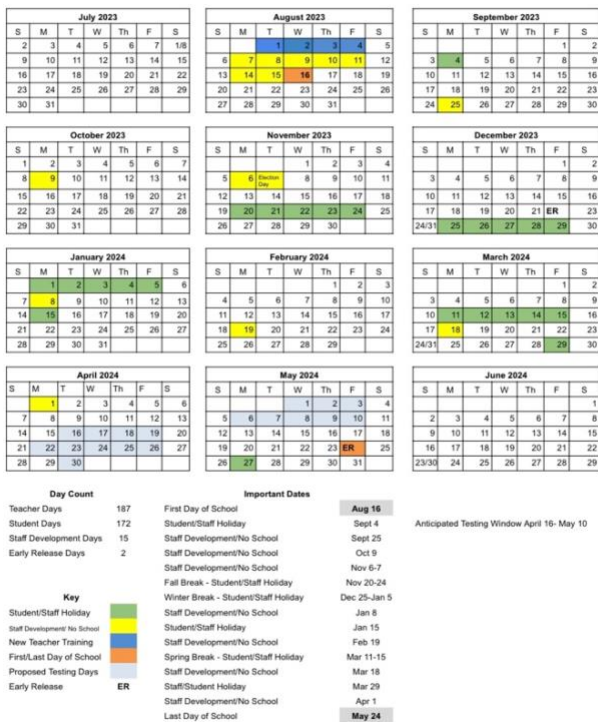 July 2023
S M T W Th F S
2 3 4 5 6 7 1/8
9 10 11 12 13 14 15
16 17 18 19 20 21 22
23 24 25 26 27 28 29
30 31
August 2023
S M T W Th F S
1 2 3 4 5
6 7 8 9 10 11 12
13 14 15 16 17 18 19
20 21 22 23 24 25 26
27 28 29 30 31
September 2023
S M T W Th F S
1 2
3 4 5 6 7 8 9
10 11 12 13 14 15 16
17 18 19 20 21 22 23
24 25 26 27 28 29 30
October 2023
S M T W Th F S
1 2 3 4 5 6 7
8 9 10 11 12 13 14
15 16 17 18 19 20 21
22 23 24 25 26 27 28
29 30 31
November 2023
S M T W Th F S
1 2 3 4
5 6 Election Day 8 9 10 11
12 13 14 15 16 17 18
19 20 21 22 23 24 25
26 27 28 29 30
December 2023
S M T W Th F S
1 2
3 4 5 6 7 8 9
10 11 12 13 14 15 16
17 18 19 20 21 ER 23
24/31 25 26 27 28 29 30
January 2024
S M T W Th F S
1 2 3 4 5 6
7 8 9 10 11 12 13
14 15 16 17 18 19 20
21 22 23 24 25 26 27
28 29 30 31
February 2024
S M T W Th F S
1 2 3
4 5 6 7 8 9 10
11 12 13 14 15 16 17
18 19 20 21 22 23 24
25 26 27 28 29
March 2024
S M T W Th F S
1 2
3 4 5 6 7 8 9
10 11 12 13 14 15 16
17 18 19 20 21 22 23
24/31 25 26 27 28 29 30
April 2024
S M T W Th F S
1 2 3 4 5 6
7 8 9 10 11 12 13
14 15 16 17 18 19 20
21 22 23 24 25 26 27
28 29 30
May 2024
S M T W Th F S
1 2 3 4
5 6 7 8 9 10 11
12 13 14 15 16 17 18
19 20 21 22 23 ER 25
26 27 28 29 30 31
June 2024
S M T W Th F S
1
2 3 4 5 6 7 8
9 10 11 12 13 14 15
16 17 18 19 20 21 22
23/30 24 25 26 27 28 29
Day Count
Teacher Days 187
Student Days 172
Staff Development Days 15
Early Release Days 2
Key
Student/Staff Holiday
Staff Development/ No School
New Teacher Training
First/Last Day of School
Proposed Testing Days
Early Release ER
Important Dates
First Day of School Aug 16
Student/Staff Holiday Sept 4
Staff Development/No School Sept 25
Staff Development/No School Oct 9
Staff Development/No School Nov 6-7
Fall Break - Student/Staff Holiday Nov 20-24
Winter Break - Student/Staff Holiday Dec 25-Jan 5
Staff Development/No School Jan 8
Student/Staff Holiday Jan 15
Staff Development/No School Feb 19
Spring Break - Student/Staff Holiday Mar 11-15
Staff Development/No School Mar 18
Staff/Student Holiday Mar 29
Staff Development/No School Apr 1
Last Day of School May 24
Anticipated Testing Window April 16- May 10